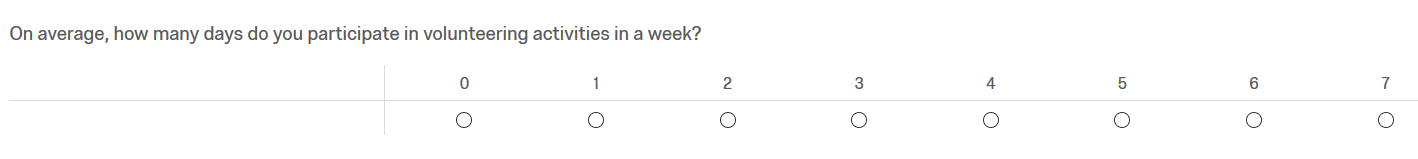 On average, how many days do you participate in volunteering activities in a week?
0 1 2 3 4 5 6 7